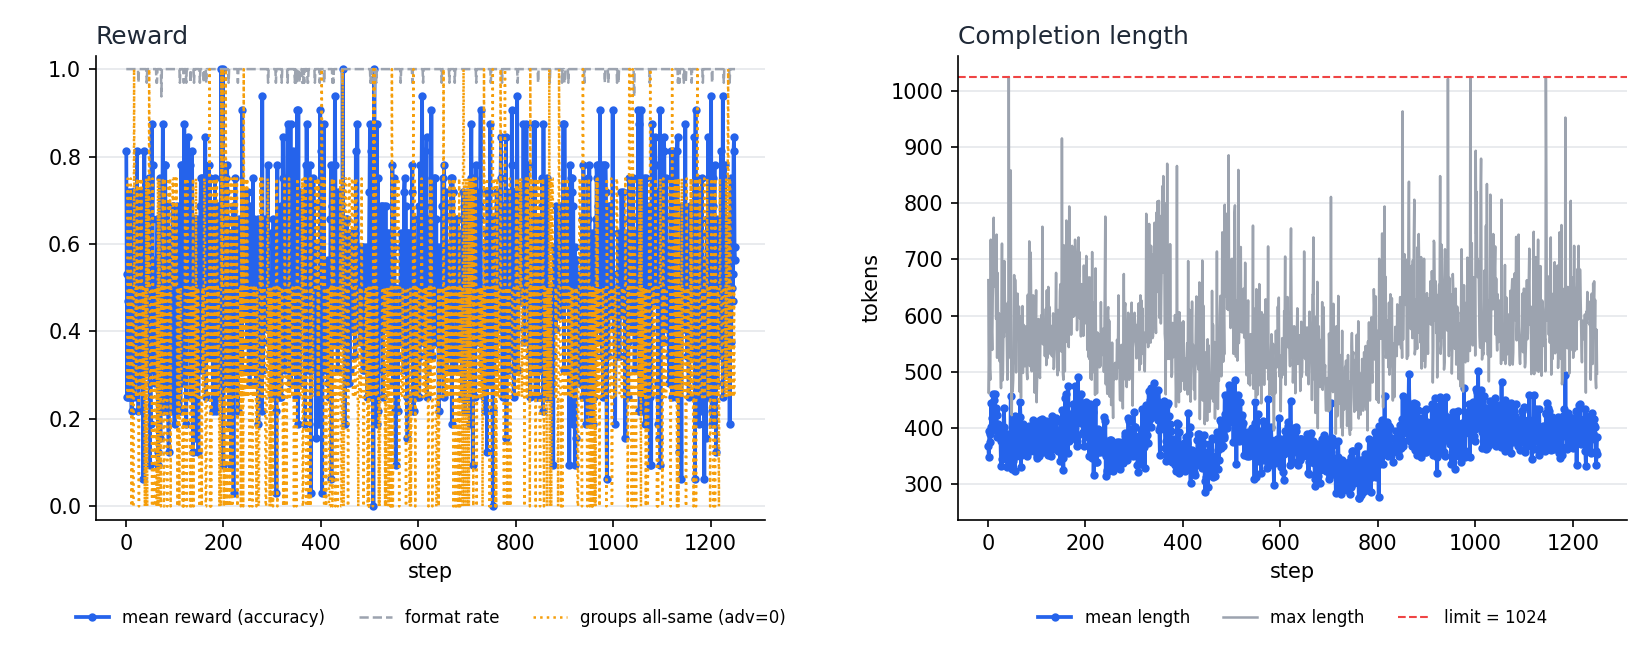 Reward
1.0
0.8
0.6
0.4
0.2
0.0
0 200 400 600 800 1000 1200
step
mean reward (accuracy) format rate groups all-same (adv=0)
Completion length
tokens
1000
900
800
700
600
500
400
300
0 200 400 600 800 1000 1200
step
mean length max length limit = 1024